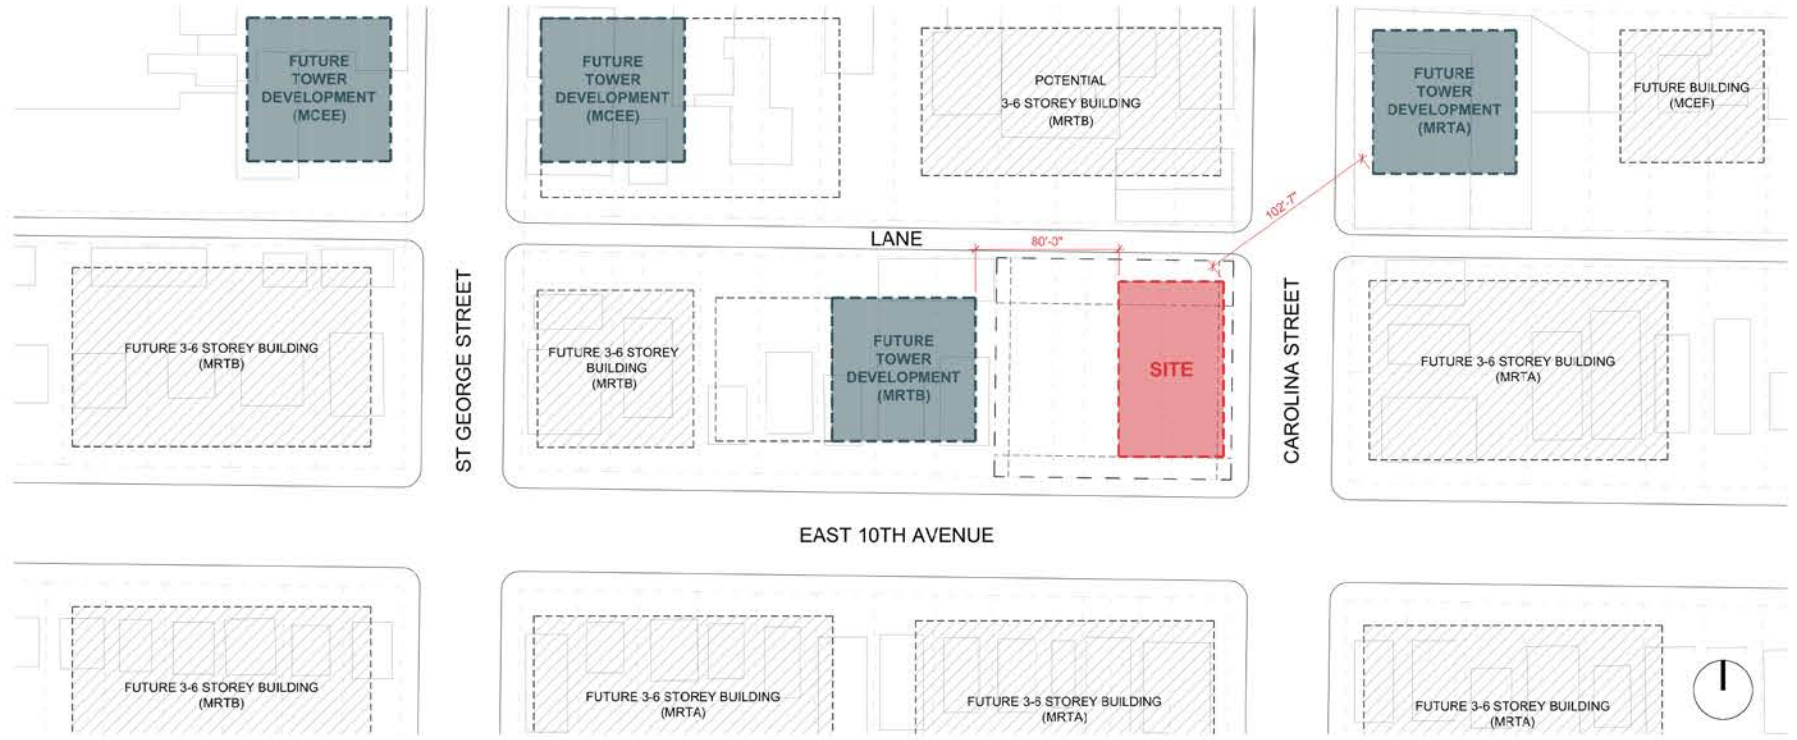 FUTURE
TOWER
DEVELOPMENT
(MCEE)
FUTURE
TOWER
DEVELOPMENT
(MCEE)
POTENTIAL
3-6 STOREY BUILDING
(MRTB)
FUTURE
TOWER
DEVELOPMENT
(MRTA)
FUTURE BUILDING
(MCEF)
102'-7"
LANE
80'-0"
ST GEORGE STREET
CAROLINA STREET
FUTURE 3-6 STOREY BUILDING
(MRTB)
FUTURE 3-6 STOREY
BUILDING
(MRTB)
FUTURE
TOWER
DEVELOPMENT
(MRTB)
SITE
FUTURE 3-6 STOREY BUILDING
(MRTA)
EAST 10TH AVENUE
FUTURE 3-6 STOREY BUILDING
(MRTB)
FUTURE 3-6 STOREY BUILDING
(MRTA)
FUTURE 3-6 STOREY BUILDING
(MRTA)
FUTURE 3-6 STOREY BUILDING
(MRTA)